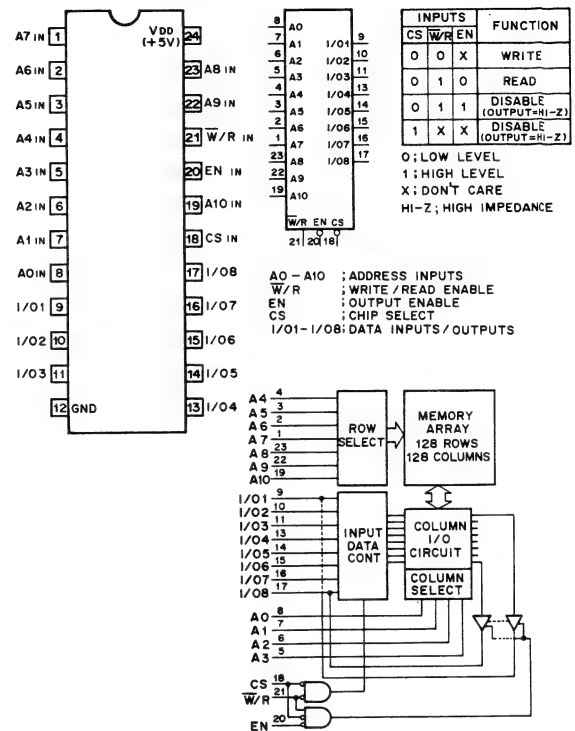 A7 IN 1
A6 IN 2
A5 IN 3
A4 IN 4
A3 IN 5
A2 IN 6
A1 IN 7
A0 IN 8
I/O1 9
I/O2 10
I/O3 11
12 GND
VDD 24
(+5V)
23 A8 IN
22 A9 IN
21 W̅/R IN
20 EN IN
19 A10 IN
18 CS IN
17 I/O8
16 I/O7
15 I/O6
14 I/O5
13 I/O4
8 A0
7 A1
6 A2
5 A3
4 A4
3 A5
2 A6
1 A7
23 A8
22 A9
19 A10
I/O1 9
I/O2 10
I/O3 11
I/O4 13
I/O5 14
I/O6 15
I/O7 16
I/O8 17
W̅/R EN CS
21 20 18
INPUTS FUNCTION
CS W̅/R EN
0 0 X WRITE
0 1 0 READ
0 1 1 DISABLE
(OUTPUT=HI-Z)
1 X X DISABLE
(OUTPUT=HI-Z)
0 ; LOW LEVEL
1 ; HIGH LEVEL
X ; DON'T CARE
HI-Z ; HIGH IMPEDANCE
A0 – A10 ; ADDRESS INPUTS
W̅/R ; WRITE/READ ENABLE
EN ; OUTPUT ENABLE
CS ; CHIP SELECT
I/O1-I/O8; DATA INPUTS/OUTPUTS
A4 4
A5 3
A6 2
A7 1
A8 23
A9 22
A10 19
ROW
SELECT
MEMORY
ARRAY
128 ROWS
128 COLUMNS
I/O1 9
I/O2 10
I/O3 11
I/O4 13
I/O5 14
I/O6 15
I/O7 16
I/O8 17
INPUT
DATA
CONT
COLUMN
I/O
CIRCUIT
COLUMN
SELECT
A0 8
A1 7
A2 6
A3 5
CS 18
W̅/R 21
EN 20